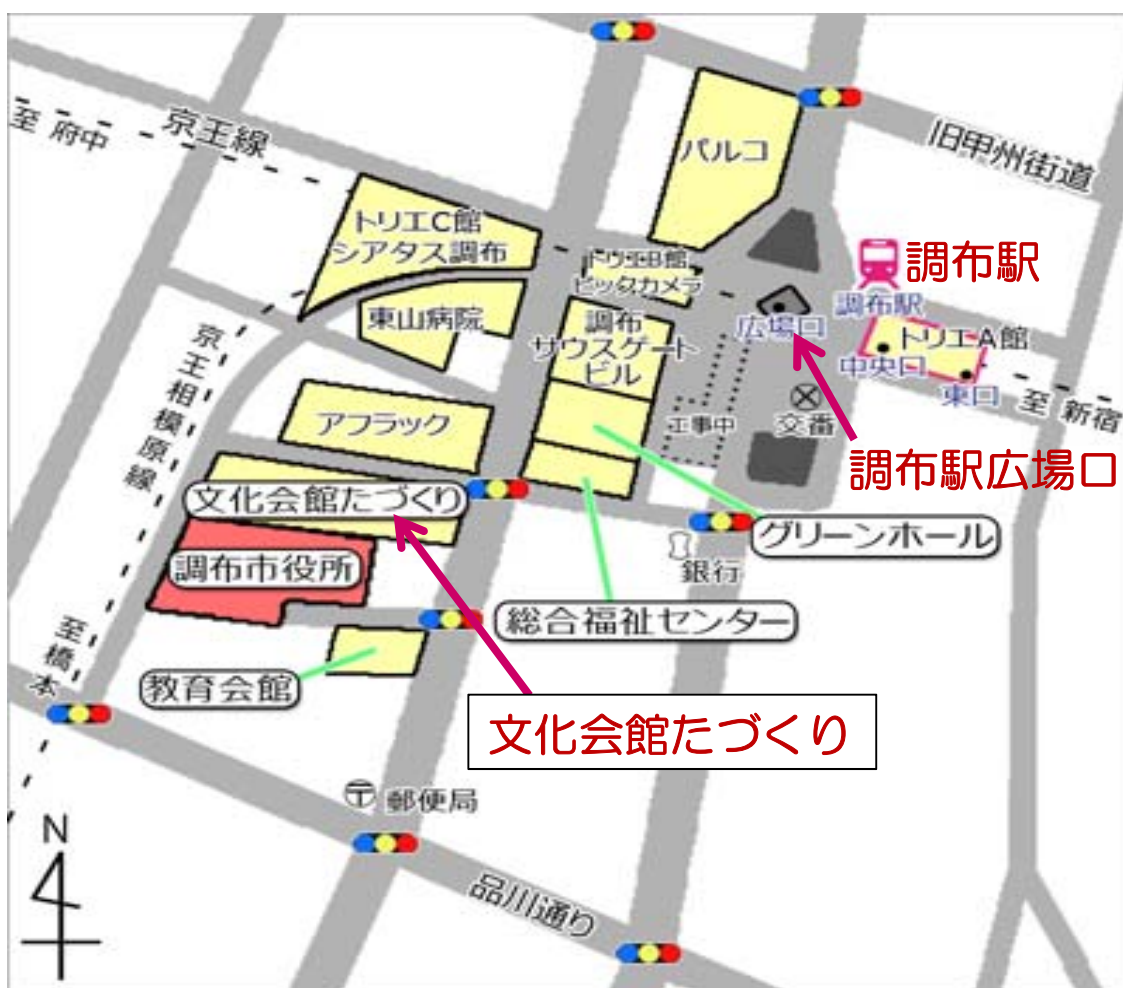 至 府中
京王線
パルコ
旧甲州街道
トリエC館
シアタス調布
トリエB館
ビックカメラ
調布駅
調布駅
広場口
トリエA館
中央口
東口
至 新宿
東山病院
調布
サウスゲート
ビル
京王相模原線
アフラック
工事中
交番
調布駅広場口
文化会館たづくり
グリーンホール
調布市役所
銀行
総合福祉センター
至橋本
教育会館
文化会館たづくり
郵便局
N
品川通り